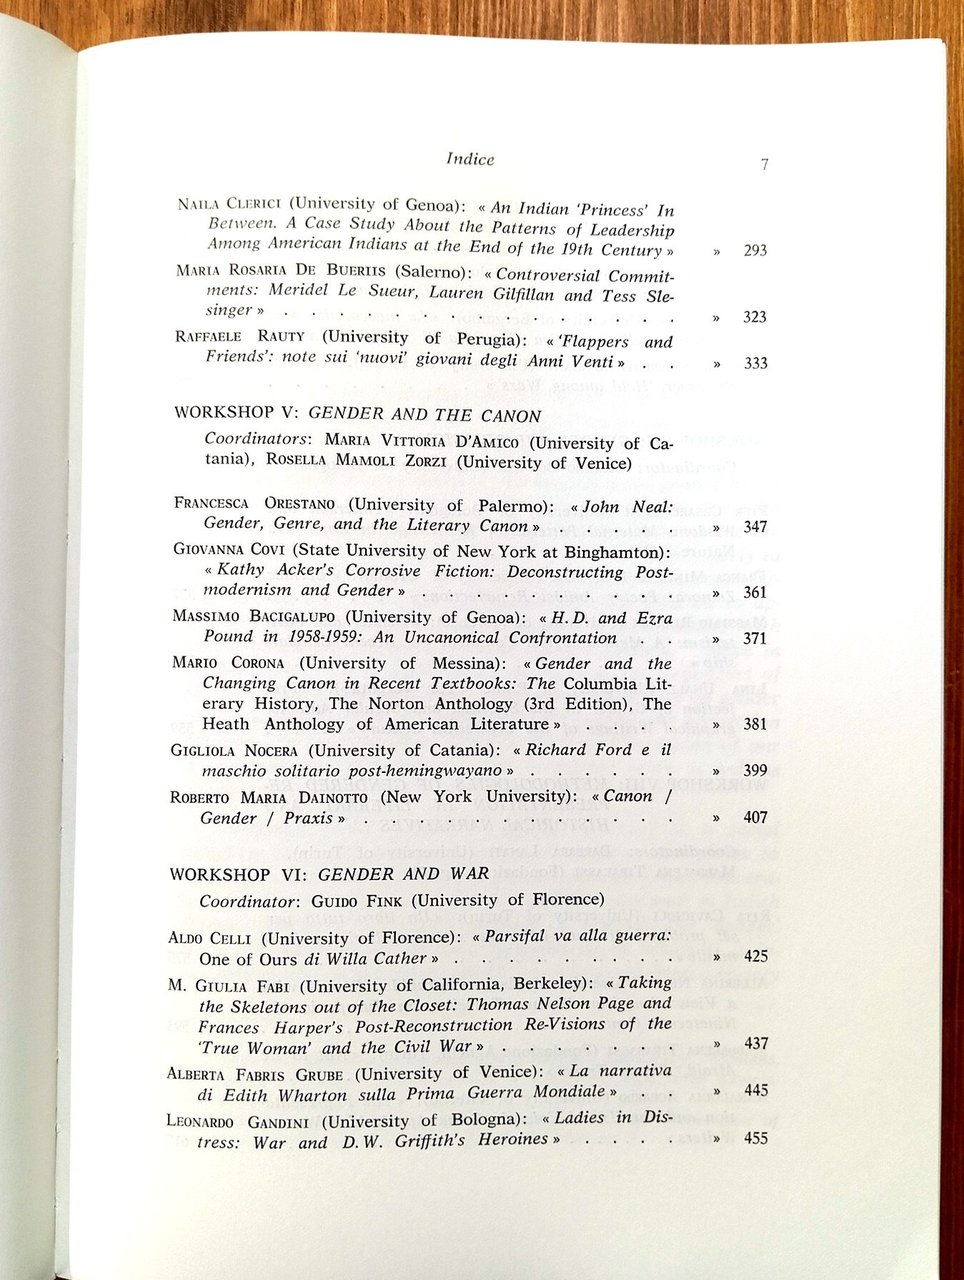 Indice
7
NAILA CLERICI (University of Genoa): « An Indian 'Princess' In
Between. A Case Study About the Patterns of Leadership
Among American Indians at the End of the 19th Century » » 293
MARIA ROSARIA DE BUERIIS (Salerno): « Controversial Commit-
ments: Meridel Le Sueur, Lauren Gilfillan and Tess Sle-
singer » . . . . . . . . . . . . . . . » 323
RAFFAELE RAUTY (University of Perugia): « 'Flappers and
Friends': note sui 'nuovi' giovani degli Anni Venti » . . » 333
WORKSHOP V: GENDER AND THE CANON
Coordinators: MARIA VITTORIA D'AMICO (University of Ca-
tania), ROSELLA MAMOLI ZORZI (University of Venice)
FRANCESCA ORESTANO (University of Palermo): « John Neal:
Gender, Genre, and the Literary Canon » . . . . . » 347
GIOVANNA COVI (State University of New York at Binghamton):
« Kathy Acker's Corrosive Fiction: Deconstructing Post-
modernism and Gender » . . . . . . . . . . » 361
MASSIMO BACIGALUPO (University of Genoa): « H.D. and Ezra
Pound in 1958-1959: An Uncanonical Confrontation . . » 371
MARIO CORONA (University of Messina): « Gender and the
Changing Canon in Recent Textbooks: The Columbia Lit-
erary History, The Norton Anthology (3rd Edition), The
Heath Anthology of American Literature » . . . . » 381
GIGLIOLA NOCERA (University of Catania): « Richard Ford e il
maschio solitario post-hemingwayano » . . . . . . » 399
ROBERTO MARIA DAINOTTO (New York University): « Canon /
Gender / Praxis » . . . . . . . . . . . . » 407
WORKSHOP VI: GENDER AND WAR
Coordinator: GUIDO FINK (University of Florence)
ALDO CELLI (University of Florence): « Parsifal va alla guerra:
One of Ours di Willa Cather » . . . . . . . . . » 425
M. GIULIA FABI (University of California, Berkeley): « Taking
the Skeletons out of the Closet: Thomas Nelson Page and
Frances Harper's Post-Reconstruction Re-Visions of the
'True Woman' and the Civil War » . . . . . . . » 437
ALBERTA FABRIS GRUBE (University of Venice): « La narrativa
di Edith Wharton sulla Prima Guerra Mondiale » . . » 445
LEONARDO GANDINI (University of Bologna): « Ladies in Dis-
tress: War and D.W. Griffith's Heroines » . . . . » 455